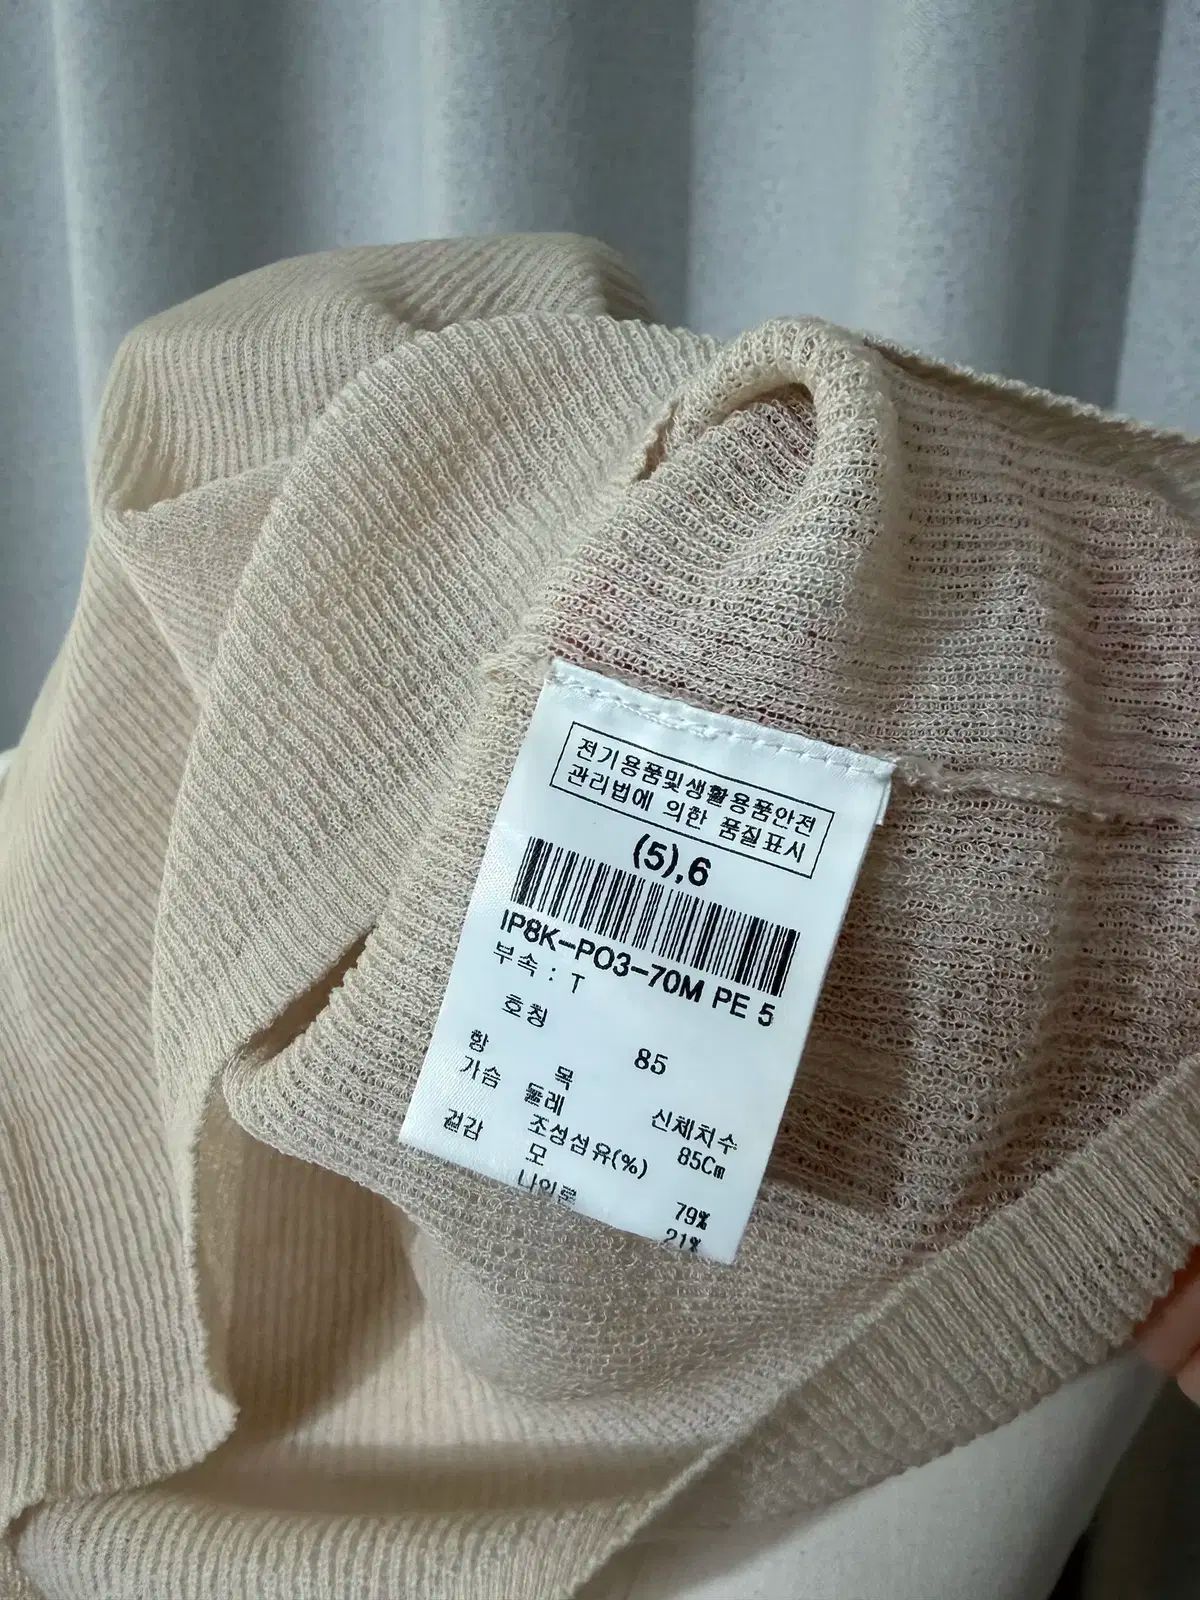 전기용품및생활용품안전
관리법에 의한 품질표시
(5),6
IP8K-PO3-70M PE 5
부속 : T
호칭 85
항 목 신체치수
가슴 둘레 85Cm
겉감 조성섬유(%)
모 79%
나일론 21%